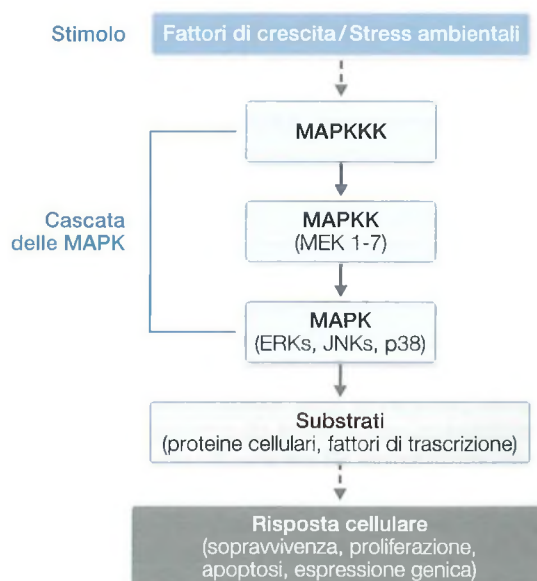 Stimolo
Fattori di crescita/Stress ambientali
MAPKKK
Cascata
delle MAPK
MAPKK
(MEK 1-7)
MAPK
(ERKs, JNKs, p38)
Substrati
(proteine cellulari, fattori di trascrizione)
Risposta cellulare
(sopravvivenza, proliferazione,
apoptosi, espressione genica)